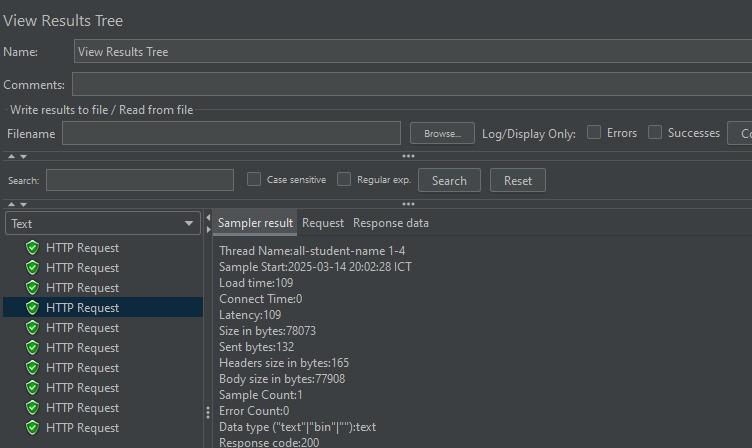 View Results Tree
Name: View Results Tree
Comments:
Write results to file / Read from file
Filename Browse... Log/Display Only: Errors Successes
Search: Case sensitive Regular exp. Search Reset
Text
HTTP Request
HTTP Request
HTTP Request
HTTP Request
HTTP Request
HTTP Request
HTTP Request
HTTP Request
HTTP Request
HTTP Request
Sampler result Request Response data
Thread Name:all-student-name 1-4
Sample Start:2025-03-14 20:02:28 ICT
Load time:109
Connect Time:0
Latency:109
Size in bytes:78073
Sent bytes:132
Headers size in bytes:165
Body size in bytes:77908
Sample Count:1
Error Count:0
Data type ("text"|"bin"|""):text
Response code:200